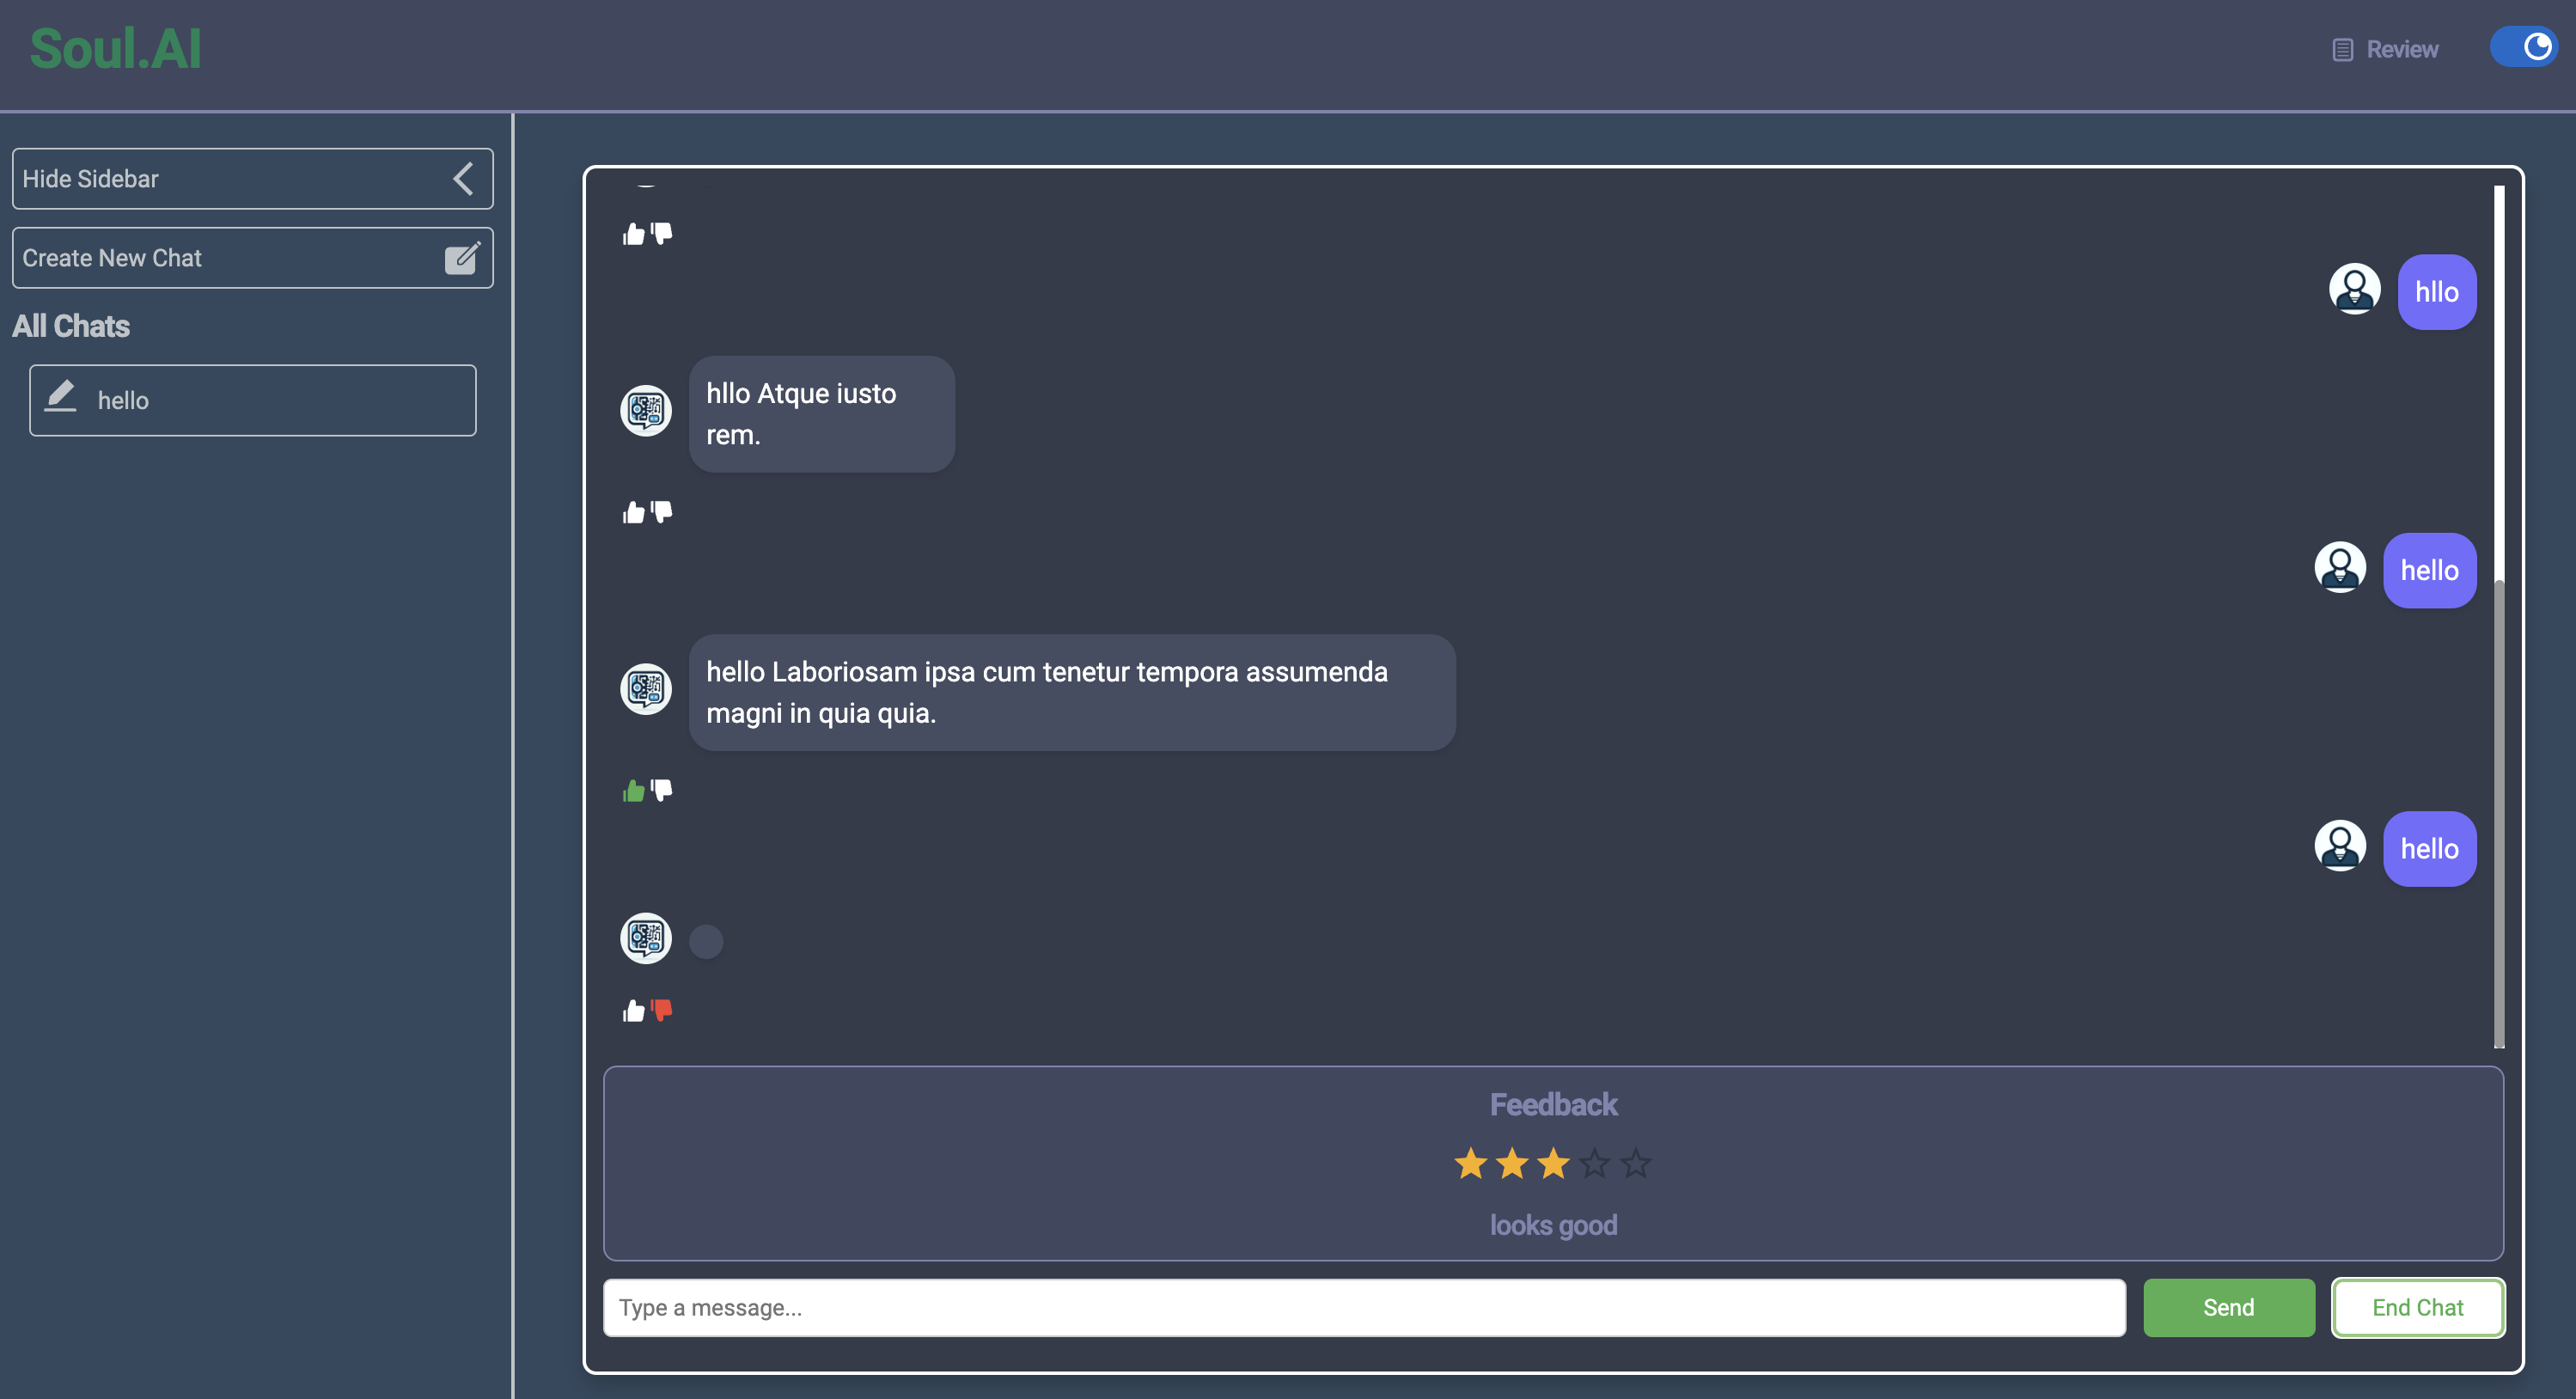 Soul.AI
Review
Hide Sidebar
Create New Chat
All Chats
hello
hllo
hllo Atque iusto
rem.
hello
hello Laboriosam ipsa cum tenetur tempora assumenda
magni in quia quia.
hello
Feedback
looks good
Type a message...
Send
End Chat